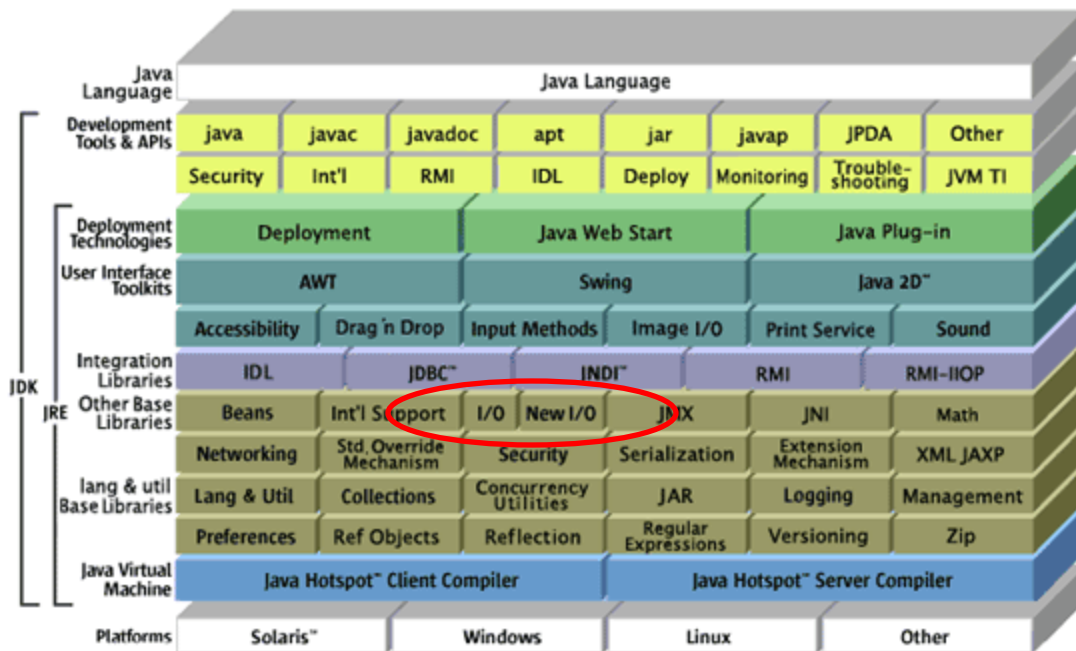 Java
Language
Java Language
Development
Tools & APIs
java javac javadoc apt jar javap JPDA Other
Security Int'l RMI IDL Deploy Monitoring Trouble-
shooting JVM TI
Deployment
Technologies
Deployment Java Web Start Java Plug-in
User Interface
Toolkits
AWT Swing Java 2D™
Accessibility Drag 'n Drop Input Methods Image I/O Print Service Sound
Integration
Libraries
IDL JDBC™ JNDI™ RMI RMI-IIOP
JDK
JRE
Other Base
Libraries
Beans Int'l Support I/O New I/O JMX JNI Math
Networking Std. Override
Mechanism Security Serialization Extension
Mechanism XML JAXP
lang & util
Base Libraries
Lang & Util Collections Concurrency
Utilities JAR Logging Management
Preferences Ref Objects Reflection Regular
Expressions Versioning Zip
Java Virtual
Machine
Java Hotspot™ Client Compiler Java Hotspot™ Server Compiler
Platforms
Solaris™ Windows Linux Other